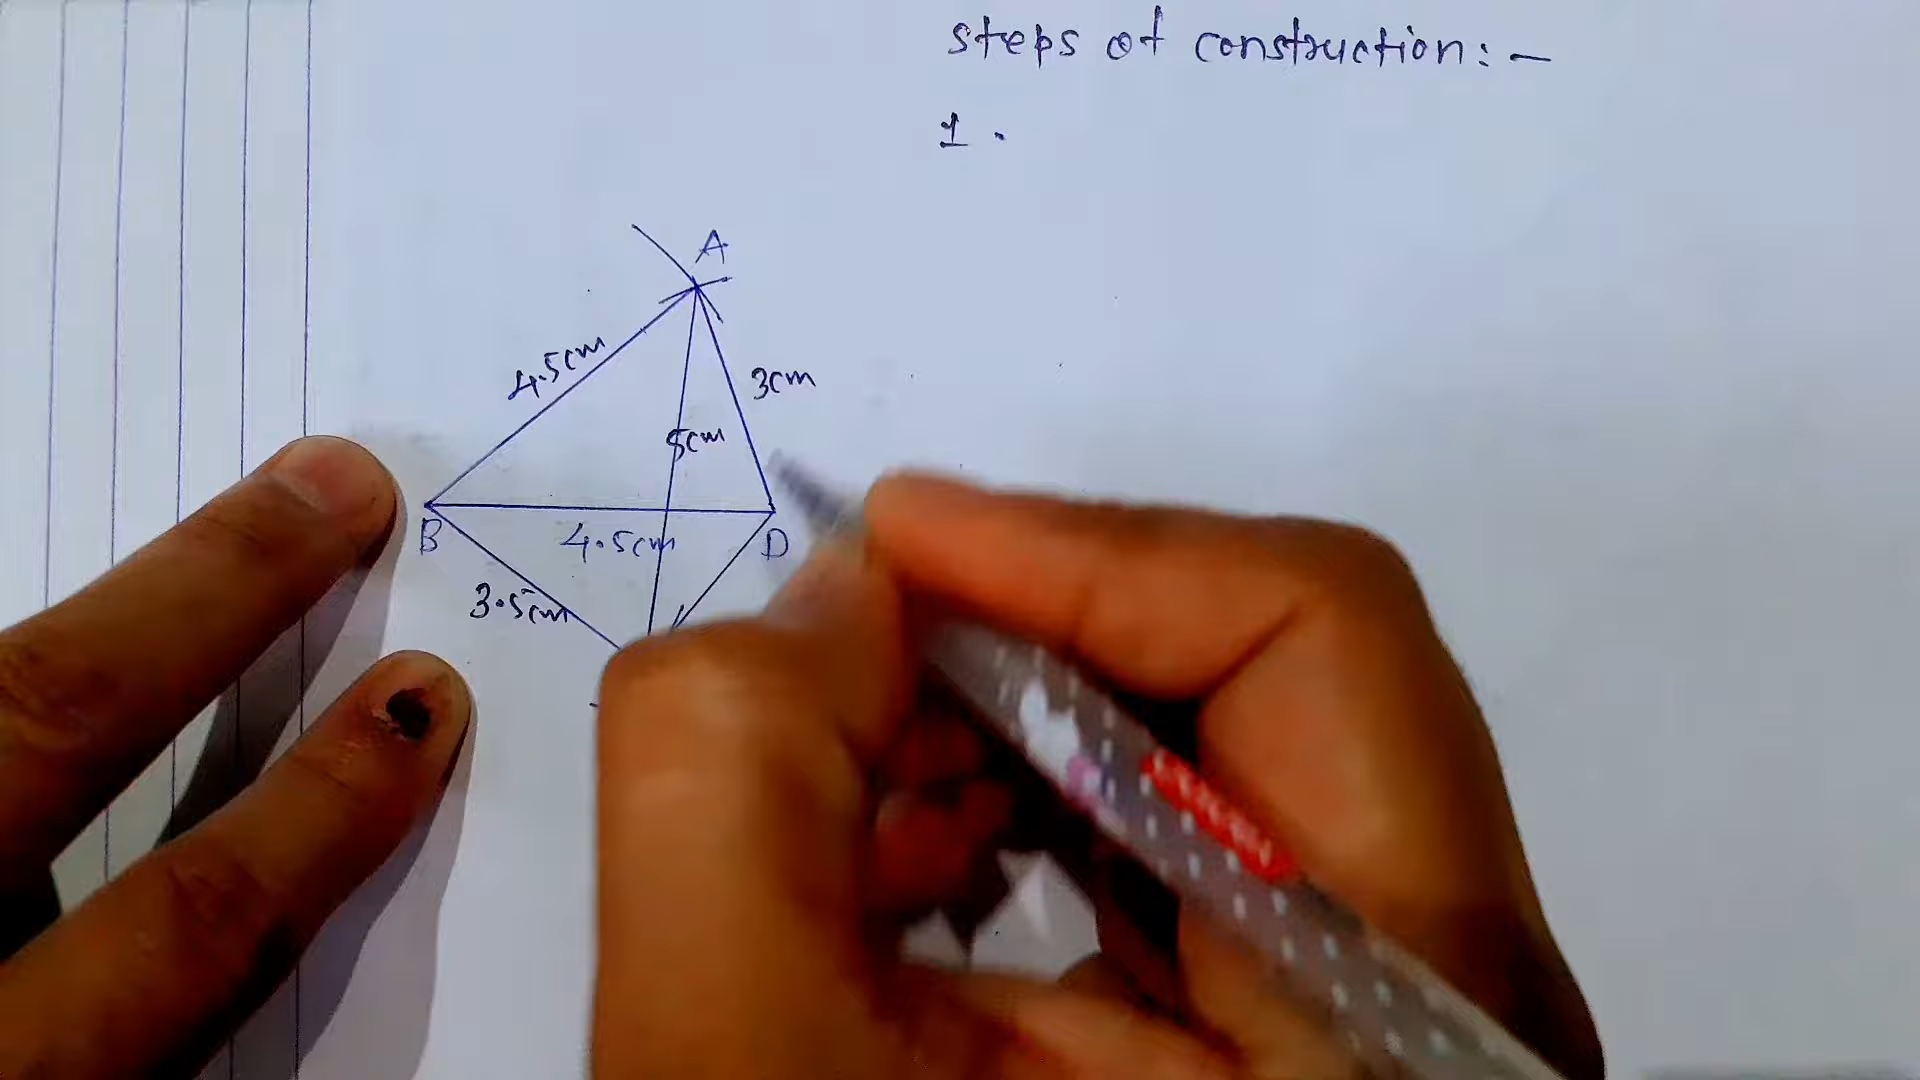 steps of construction:-
1.
A
4.5cm
3cm
5cm
B
4.5cm
D
3.5cm